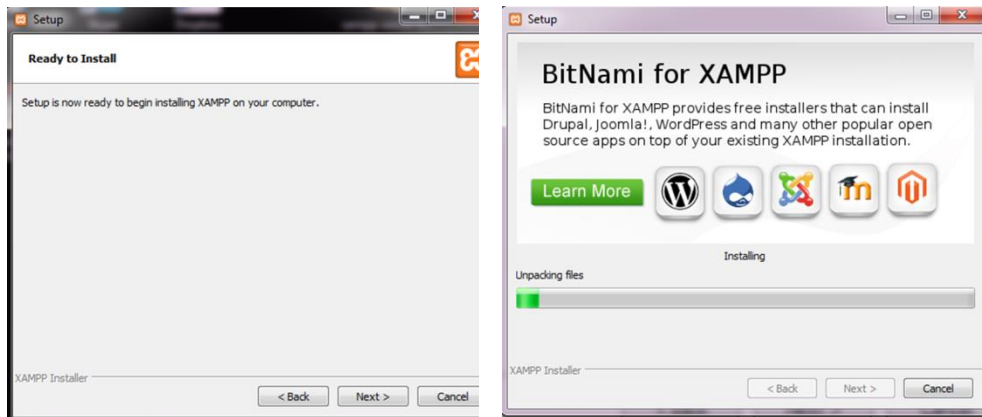 Setup
Ready to Install
Setup is now ready to begin installing XAMPP on your computer.
XAMPP Installer
< Back Next > Cancel
Setup
BitNami for XAMPP
BitNami for XAMPP provides free installers that can install
Drupal, Joomla!, WordPress and many other popular open
source apps on top of your existing XAMPP installation.
Learn More
Installing
Unpacking files
XAMPP Installer
< Back Next > Cancel